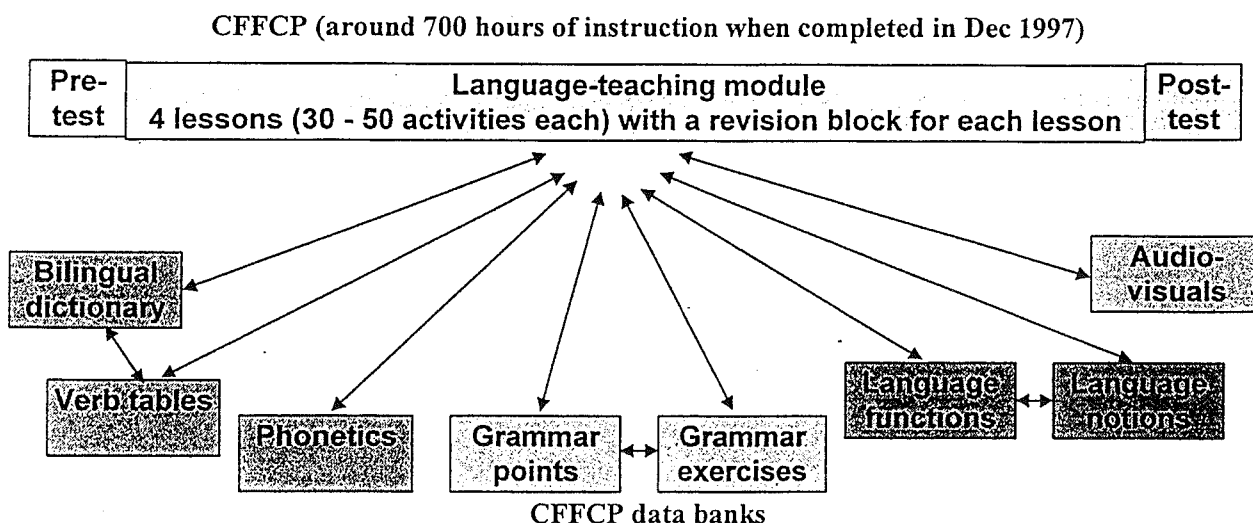 CFFCP (around 700 hours of instruction when completed in Dec 1997)
Pre-
test
Language-teaching module
4 lessons (30 - 50 activities each) with a revision block for each lesson
Post-
test
Bilingual
dictionary
Audio-
visuals
Verb tables
Phonetics
Grammar
points
Grammar
exercises
Language
functions
Language
notions
CFFCP data banks